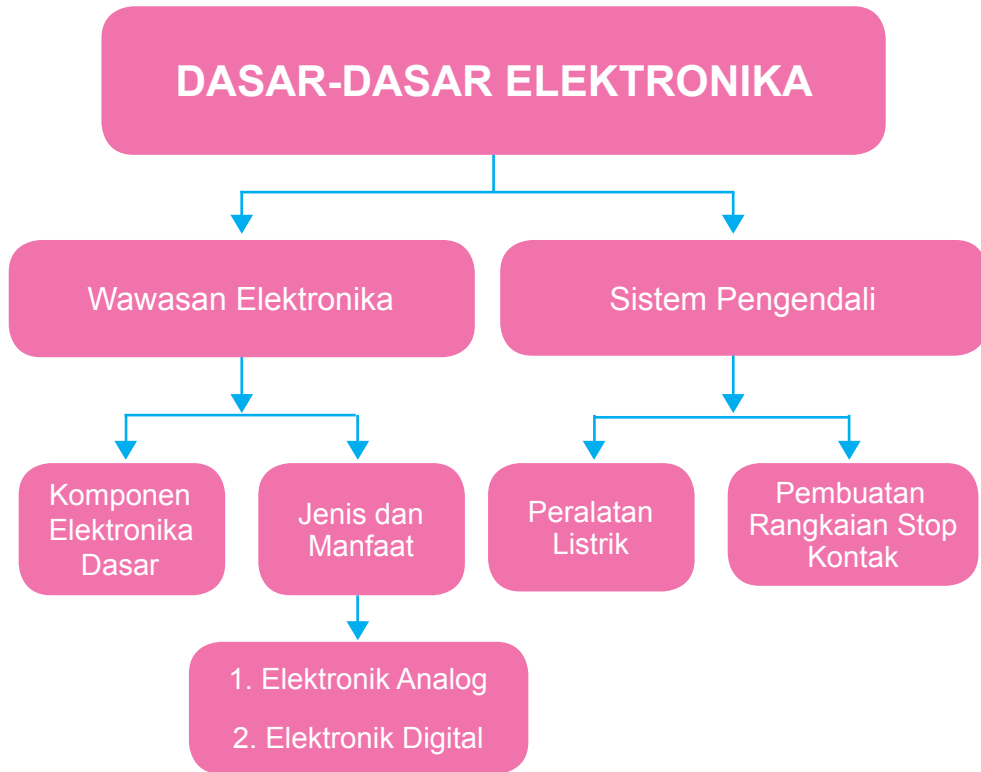 DASAR-DASAR ELEKTRONIKA
Wawasan Elektronika
Sistem Pengendali
Komponen
Elektronika
Dasar
Jenis dan
Manfaat
Peralatan
Listrik
Pembuatan
Rangkaian Stop
Kontak
1. Elektronik Analog
2. Elektronik Digital